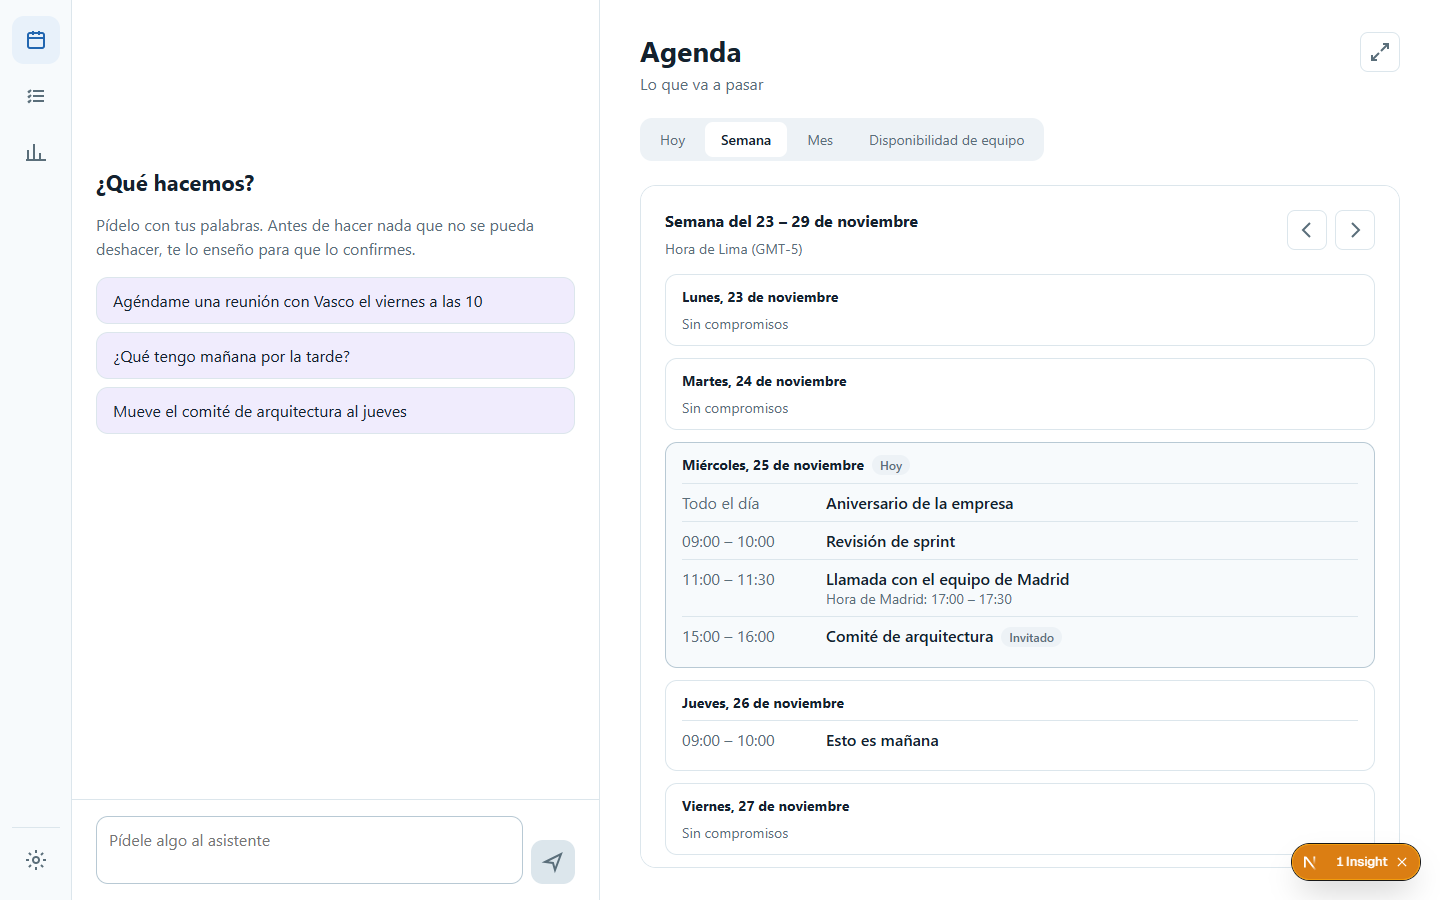 ¿Qué hacemos?
Pídelo con tus palabras. Antes de hacer nada que no se pueda
deshacer, te lo enseño para que lo confirmes.
Agéndame una reunión con Vasco el viernes a las 10
¿Qué tengo mañana por la tarde?
Mueve el comité de arquitectura al jueves
Pídele algo al asistente
Agenda
Lo que va a pasar
Hoy Semana Mes Disponibilidad de equipo
Semana del 23 – 29 de noviembre
Hora de Lima (GMT-5)
Lunes, 23 de noviembre
Sin compromisos
Martes, 24 de noviembre
Sin compromisos
Miércoles, 25 de noviembre Hoy
Todo el día Aniversario de la empresa
09:00 – 10:00 Revisión de sprint
11:00 – 11:30 Llamada con el equipo de Madrid
Hora de Madrid: 17:00 – 17:30
15:00 – 16:00 Comité de arquitectura Invitado
Jueves, 26 de noviembre
09:00 – 10:00 Esto es mañana
Viernes, 27 de noviembre
Sin compromisos
N 1 Insight